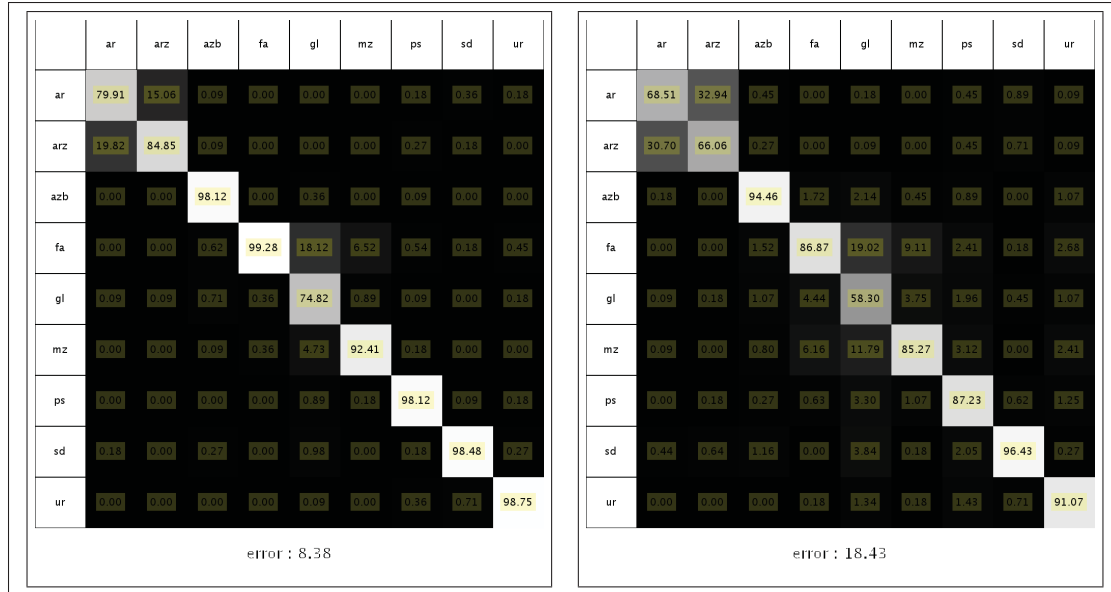 ar arz azb fa gl mz ps sd ur
ar 79.91 15.06 0.09 0.00 0.00 0.00 0.18 0.36 0.18
arz 19.82 84.85 0.09 0.00 0.00 0.00 0.27 0.18 0.00
azb 0.00 0.00 98.12 0.00 0.36 0.00 0.09 0.00 0.00
fa 0.00 0.00 0.62 99.28 18.12 6.52 0.54 0.18 0.45
gl 0.09 0.09 0.71 0.36 74.82 0.89 0.09 0.00 0.18
mz 0.00 0.00 0.09 0.36 4.73 92.41 0.18 0.00 0.00
ps 0.00 0.00 0.00 0.00 0.89 0.18 98.12 0.09 0.18
sd 0.18 0.00 0.27 0.00 0.98 0.00 0.18 98.48 0.27
ur 0.00 0.00 0.00 0.00 0.09 0.00 0.36 0.71 98.75
error : 8.38
ar arz azb fa gl mz ps sd ur
ar 68.51 32.94 0.45 0.00 0.18 0.00 0.45 0.89 0.09
arz 30.70 66.06 0.27 0.00 0.09 0.00 0.45 0.71 0.09
azb 0.18 0.00 94.46 1.72 2.14 0.45 0.89 0.00 1.07
fa 0.00 0.00 1.52 86.87 19.02 9.11 2.41 0.18 2.68
gl 0.09 0.18 1.07 4.44 58.30 3.75 1.96 0.45 1.07
mz 0.09 0.00 0.80 6.16 11.79 85.27 3.12 0.00 2.41
ps 0.00 0.18 0.27 0.63 3.30 1.07 87.23 0.62 1.25
sd 0.44 0.64 1.16 0.00 3.84 0.18 2.05 96.43 0.27
ur 0.00 0.00 0.00 0.18 1.34 0.18 1.43 0.71 91.07
error : 18.43